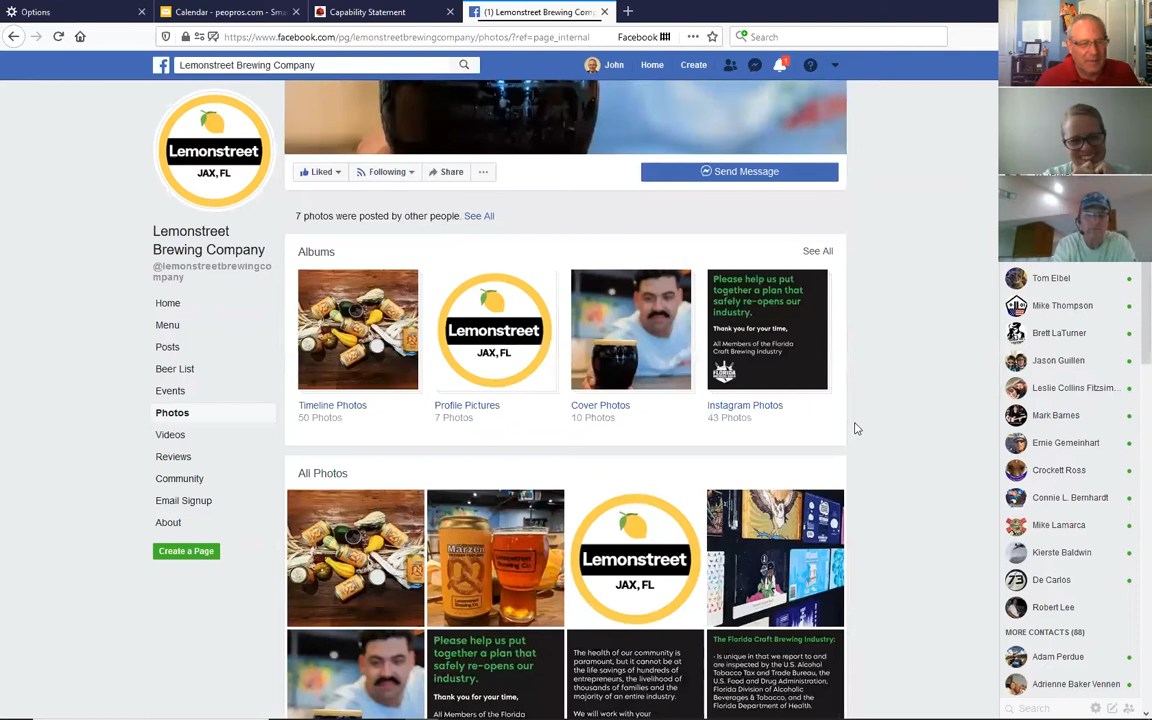 Options
Calendar - peopros.com - Sma
Capability Statement
(1) Lemonstreet Brewing Com
https://www.facebook.com/pg/lemonstreetbrewingcompany/photos/?ref=page_internal
Facebook
Search
Lemonstreet Brewing Company
John
Home
Create
1
Lemonstreet
JAX, FL
Liked
Following
Share
Send Message
Lemonstreet
Brewing Company
@lemonstreetbrewingco
mpany
Home
Menu
Posts
Beer List
Events
Photos
Videos
Reviews
Community
Email Signup
About
Create a Page
7 photos were posted by other people. See All
Albums
See All
Lemonstreet
JAX, FL
Please help us put
together a plan that
safely re-opens our
industry.
Thank you for your time,
All Members of the Florida
Craft Brewing Industry
FLORIDA
Timeline Photos
50 Photos
Profile Pictures
7 Photos
Cover Photos
10 Photos
Instagram Photos
43 Photos
All Photos
Märzen
Lemonstreet
JAX, FL
Please help us put
together a plan that
safely re-opens our
industry.
Thank you for your time,
All Members of the Florida
The health of our community is
paramount, but it cannot be at
the life savings of hundreds of
entrepreneurs, the livelihood of
thousands of families and the
majority of an entire industry.
We will work with your
The Florida Craft Brewing Industry:
- Is unique in that we report to and
are inspected by the U.S. Alcohol
Tobacco Tax and Trade Bureau, the
U.S. Food and Drug Administration,
Florida Division of Alcoholic
Beverages & Tobacco, and the
Florida Department of Health.
Tom Eibel
Mike Thompson
Brett LaTurner
Jason Guillen
Leslie Collins Fitzsim...
Mark Barnes
Ernie Gemeinhart
Crockett Ross
Connie L. Bernhardt
Mike Lamarca
Kierste Baldwin
73
De Carlos
Robert Lee
MORE CONTACTS (88)
Adam Perdue
Adrienne Baker Vennen
Search